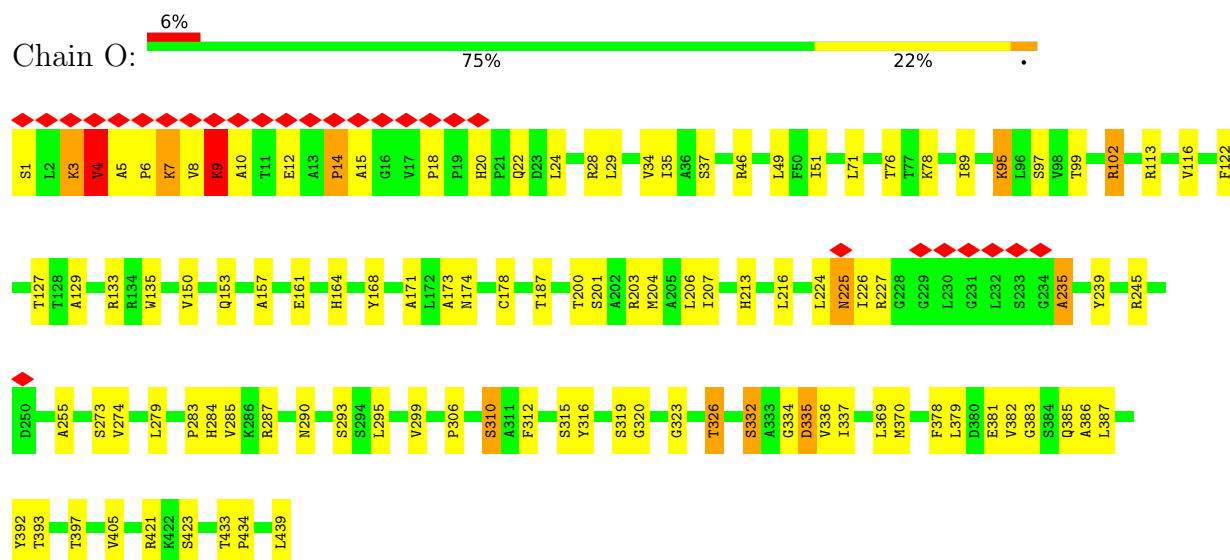 6%
Chain O:
75% 22% •
S1 L2 K3 V4 A5 P6 K7 V8 K9 A10 T11 E12 A13 P14 A15 G16 V17 P18 P19 H20 P21 Q22 D23 L24 R28 L29 V34 I35 A36 S37 R46 L49 F50 I51 L71 T76 T77 K78 I89 K95 L96 S97 V98 T99 R102 R113 V116 F122
T127 T128 A129 R133 R134 W135 V150 Q153 A157 E161 H164 Y168 A171 L172 A173 N174 C178 T187 T200 S201 A202 R203 M204 A205 L206 I207 H213 L216 L224 N225 I226 R227 G228 G229 L230 G231 L232 S233 G234 A235 Y239 R245
D250 A255 S273 V274 L279 P283 H284 V285 K286 R287 N290 S293 S294 L295 V299 P306 S310 A311 F312 S315 Y316 S319 G320 G323 T326 S332 A333 G334 D335 V336 I337 L369 M370 F378 L379 D380 E381 V382 G383 S384 Q385 A386 L387
Y392 T393 T397 V405 R421 K422 S423 T433 P434 L439